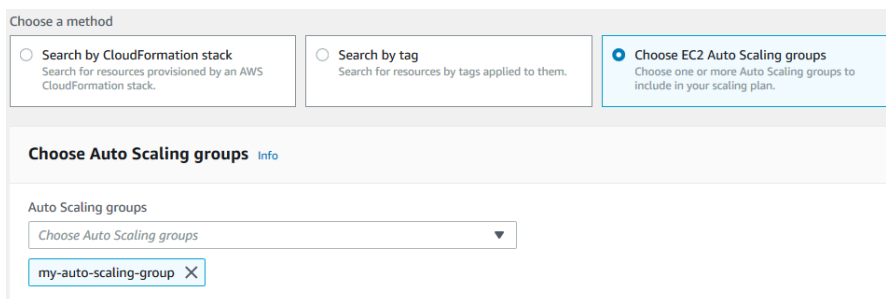 Choose a method
Search by CloudFormation stack
Search for resources provisioned by an AWS
CloudFormation stack.
Search by tag
Search for resources by tags applied to them.
Choose EC2 Auto Scaling groups
Choose one or more Auto Scaling groups to
include in your scaling plan.
Choose Auto Scaling groups Info
Auto Scaling groups
Choose Auto Scaling groups
my-auto-scaling-group